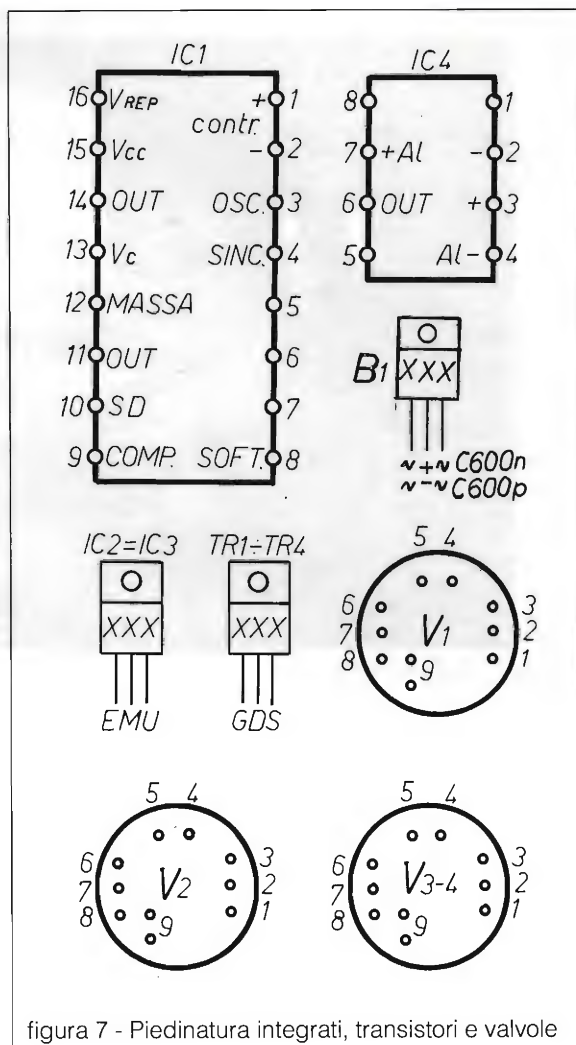 IC1
16 VREP + 1
contr.
15 Vcc - 2
14 OUT OSC. 3
13 Vc SINC. 4
12 MASSA 5
11 OUT 6
10 SD 7
9 COMP. SOFT. 8
IC4
8 1
7 +Al - 2
6 OUT + 3
5 Al- 4
B1 XXX
~+~ C600n
~-~ C600p
IC2=IC3
XXX
EMU
TR1÷TR4
XXX
GDS
5 4
6 3
7 V1 2
8 9 1
5 4
6 3
7 V2 2
8 9 1
5 4
6 3
7 V3-4 2
8 9 1
figura 7 - Piedinatura integrati, transistori e valvole